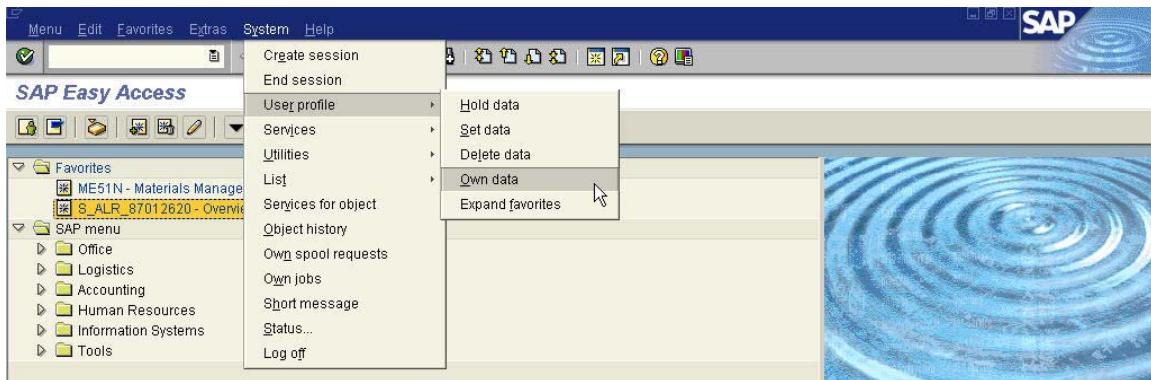 Menu Edit Favorites Extras System Help
SAP
SAP Easy Access
Create session
End session
User profile
Services
Utilities
List
Services for object
Object history
Own spool requests
Own jobs
Short message
Status...
Log off
Hold data
Set data
Delete data
Own data
Expand favorites
Favorites
ME51N - Materials Manage
S_ALR_87012620 - Overvie
SAP menu
Office
Logistics
Accounting
Human Resources
Information Systems
Tools